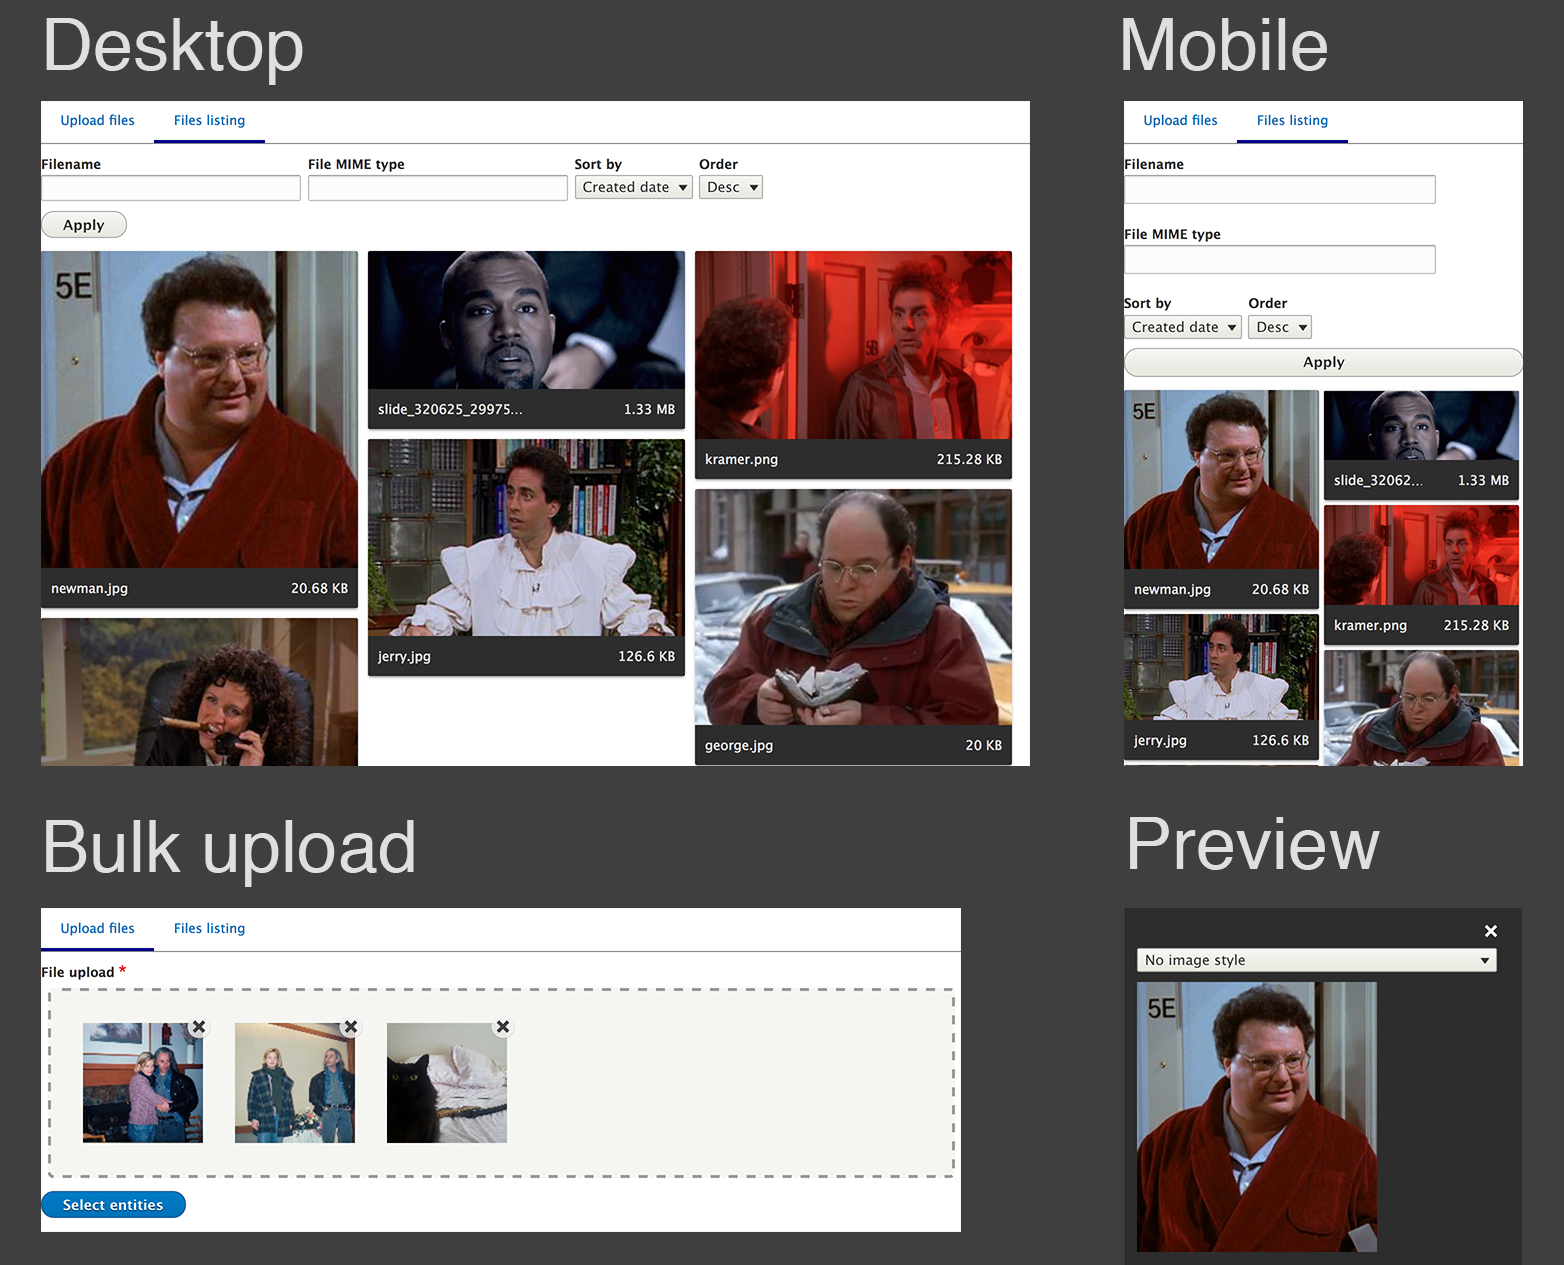 Desktop
Upload files Files listing
Filename File MIME type Sort by Order
Created date Desc
Apply
5E
newman.jpg 20.68 KB
slide_320625_29975... 1.33 MB
jerry.jpg 126.6 KB
kramer.png 215.28 KB
george.jpg 20 KB
Mobile
Upload files Files listing
Filename
File MIME type
Sort by Order
Created date Desc
Apply
5E
newman.jpg 20.68 KB
jerry.jpg 126.6 KB
slide_32062... 1.33 MB
kramer.png 215.28 KB
Bulk upload
Upload files Files listing
File upload *
Select entities
Preview
No image style
5E